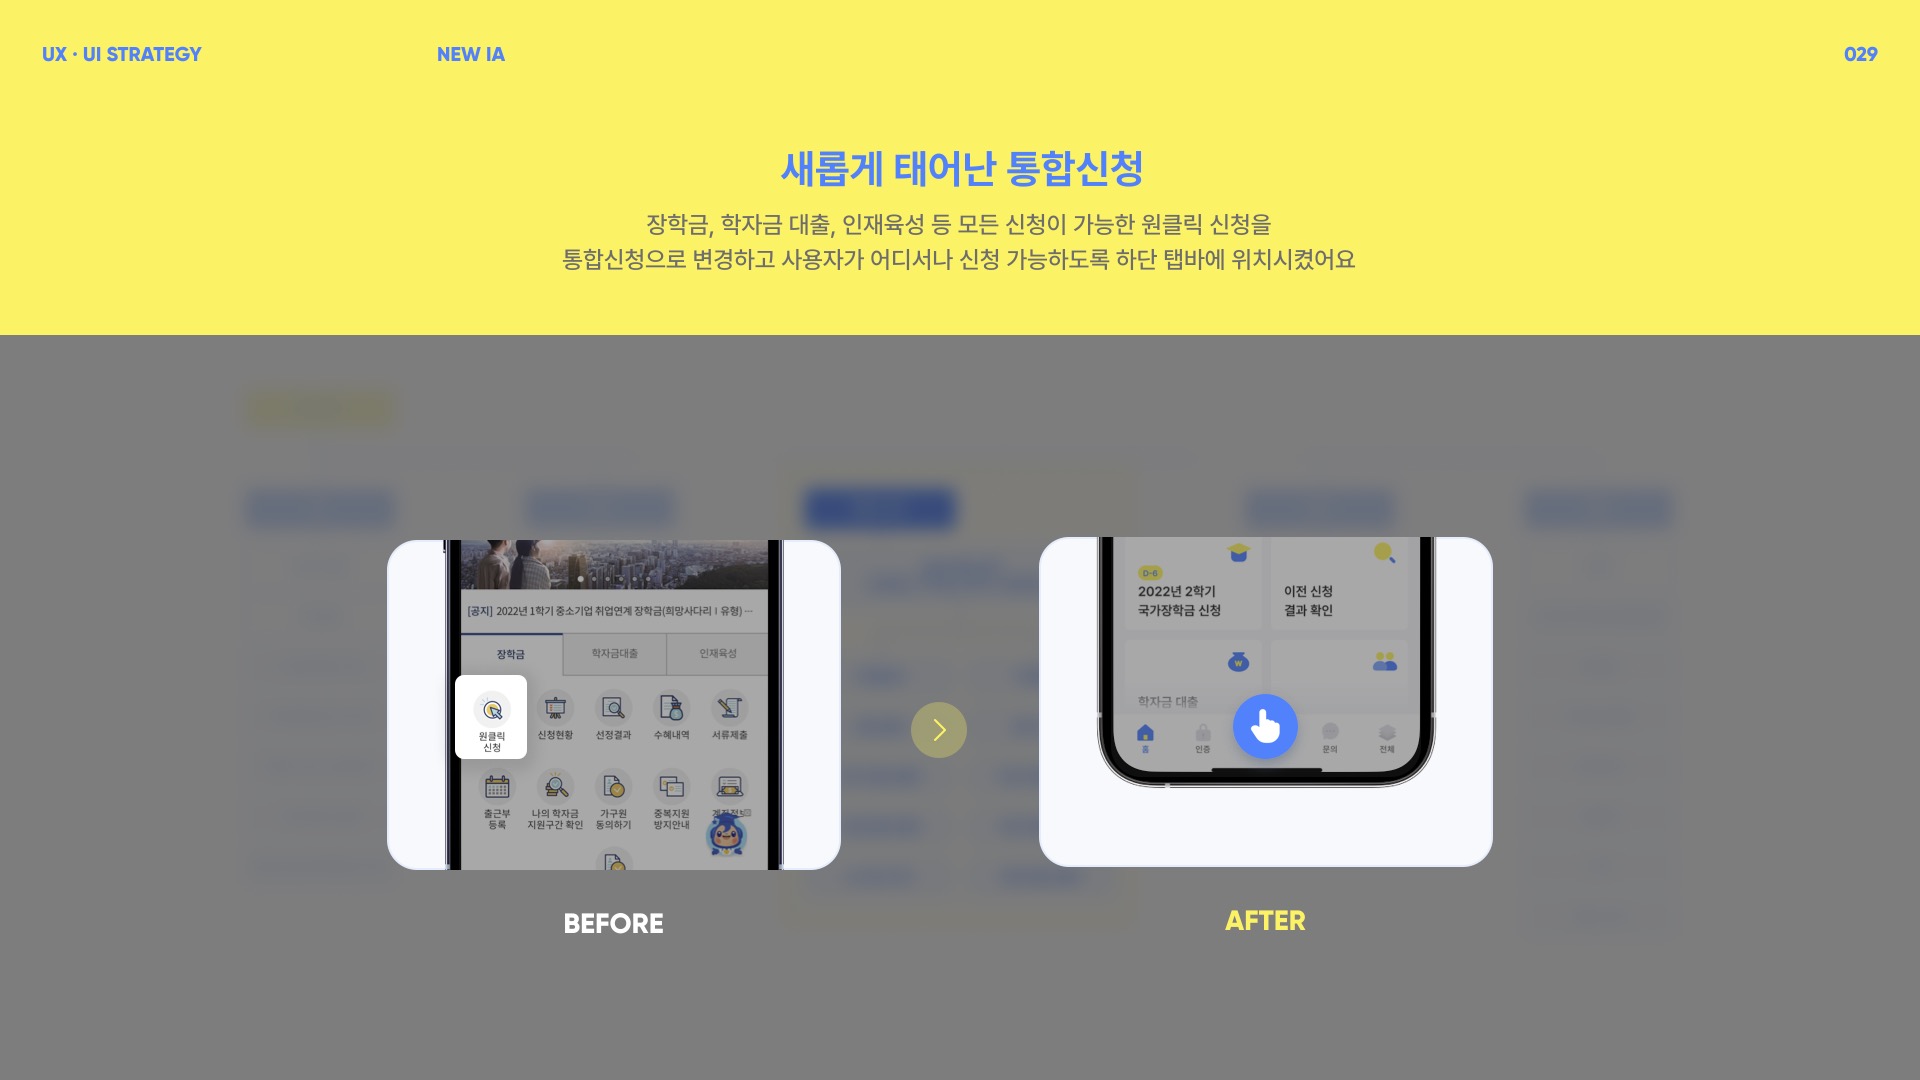 UX · UI STRATEGY
NEW IA
029
새롭게 태어난 통합신청
장학금, 학자금 대출, 인재육성 등 모든 신청이 가능한 원클릭 신청을
통합신청으로 변경하고 사용자가 어디서나 신청 가능하도록 하단 탭바에 위치시켰어요
[공지] 2022년 1학기 중소기업 취업연계 장학금(희망사다리 I 유형) ···
장학금
학자금대출
인재육성
원클릭
신청
신청현황
선정결과
수혜내역
서류제출
출근부
등록
나의 학자금
지원구간 확인
가구원
동의하기
중복지원
방지안내
BEFORE
D-6
2022년 2학기
국가장학금 신청
이전 신청
결과 확인
학자금 대출
홈
인증
문의
전체
AFTER